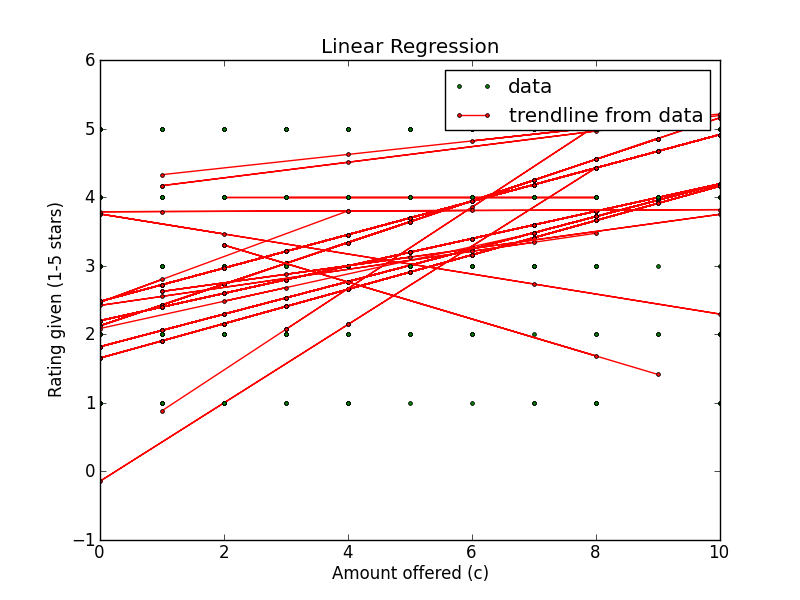 Linear Regression
data
trendline from data
6
5
4
3
2
1
0
−1
0 2 4 6 8 10
Rating given (1-5 stars)
Amount offered (c)